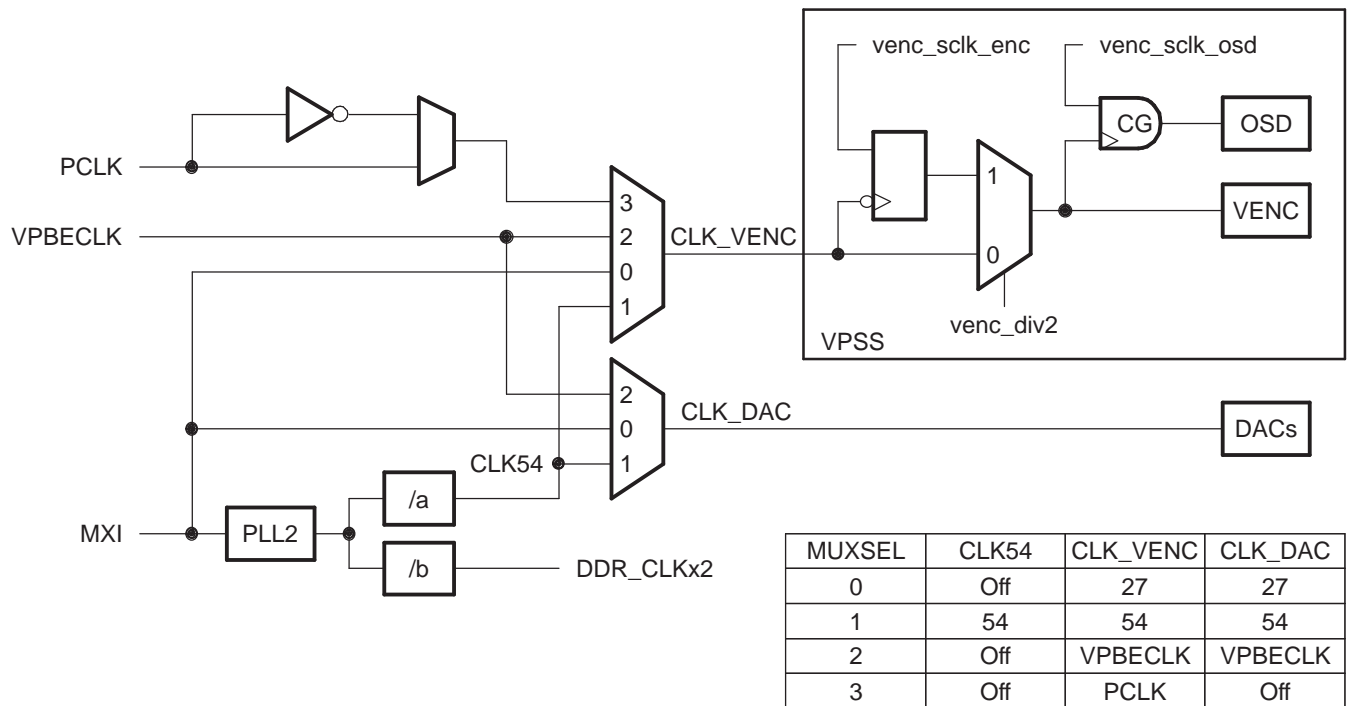 venc_sclk_enc
venc_sclk_osd
CG
OSD
PCLK
3
1
VENC
VPBECLK
2
CLK_VENC
0
0
1
venc_div2
VPSS
2
CLK_DAC
0
DACs
CLK54
1
/a
MXI
PLL2
/b
DDR_CLKx2
MUXSEL CLK54 CLK_VENC CLK_DAC
0 Off 27 27
1 54 54 54
2 Off VPBECLK VPBECLK
3 Off PCLK Off